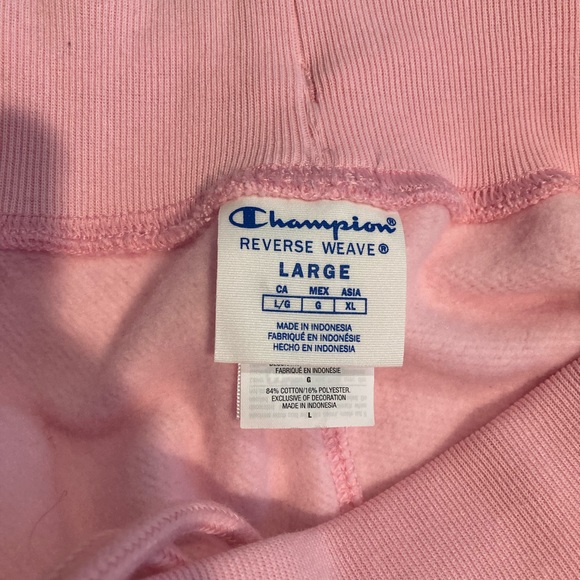 Champion®
REVERSE WEAVE®
LARGE
CA MEX ASIA
L/G G XL
MADE IN INDONESIA
FABRIQUÉ EN INDONÉSIE
HECHO EN INDONESIA
FABRIQUÉ EN INDONÉSIE
G
84% COTTON/16% POLYESTER.
EXCLUSIVE OF DECORATION
MADE IN INDONESIA
L